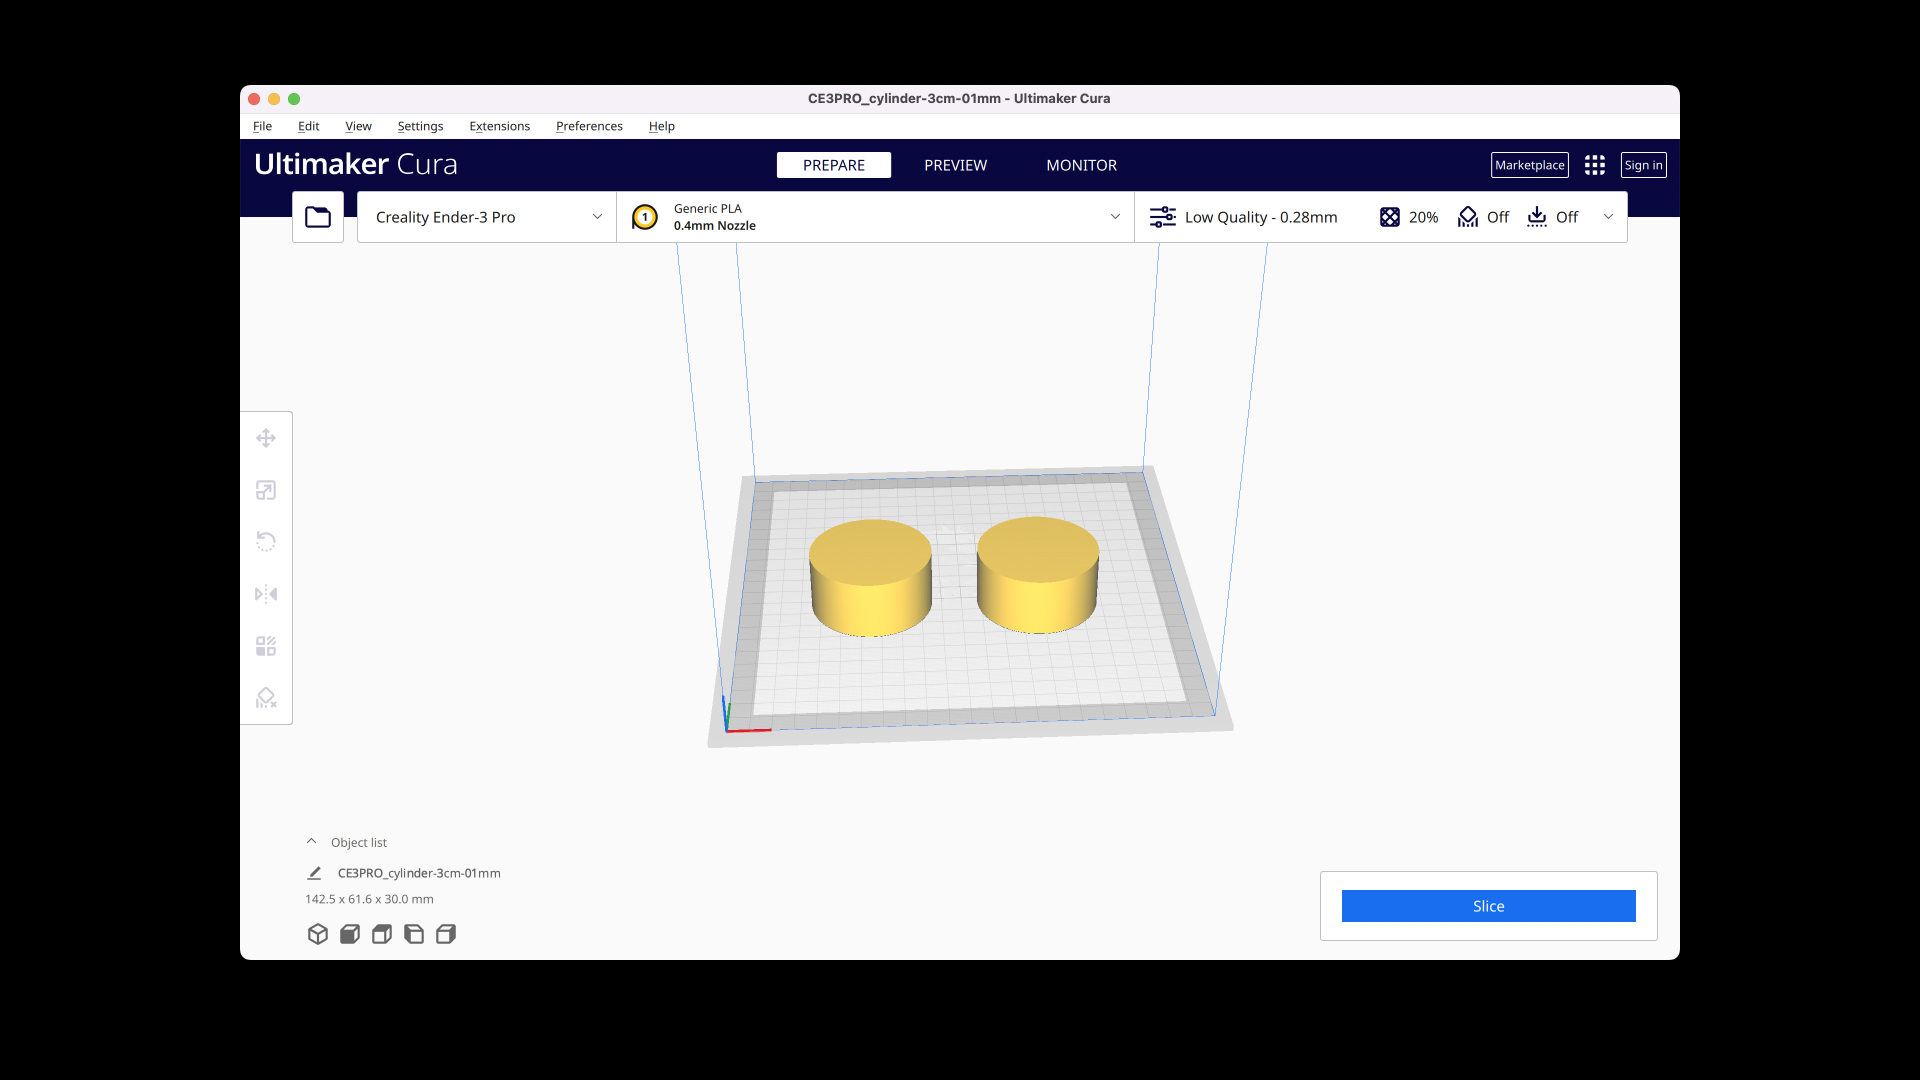 CE3PRO_cylinder-3cm-01mm - Ultimaker Cura
File Edit View Settings Extensions Preferences Help
Ultimaker Cura PREPARE PREVIEW MONITOR Marketplace Sign in
Creality Ender-3 Pro
1
Generic PLA
0.4mm Nozzle
Low Quality - 0.28mm 20% Off Off
Object list
CE3PRO_cylinder-3cm-01mm
142.5 x 61.6 x 30.0 mm
Slice